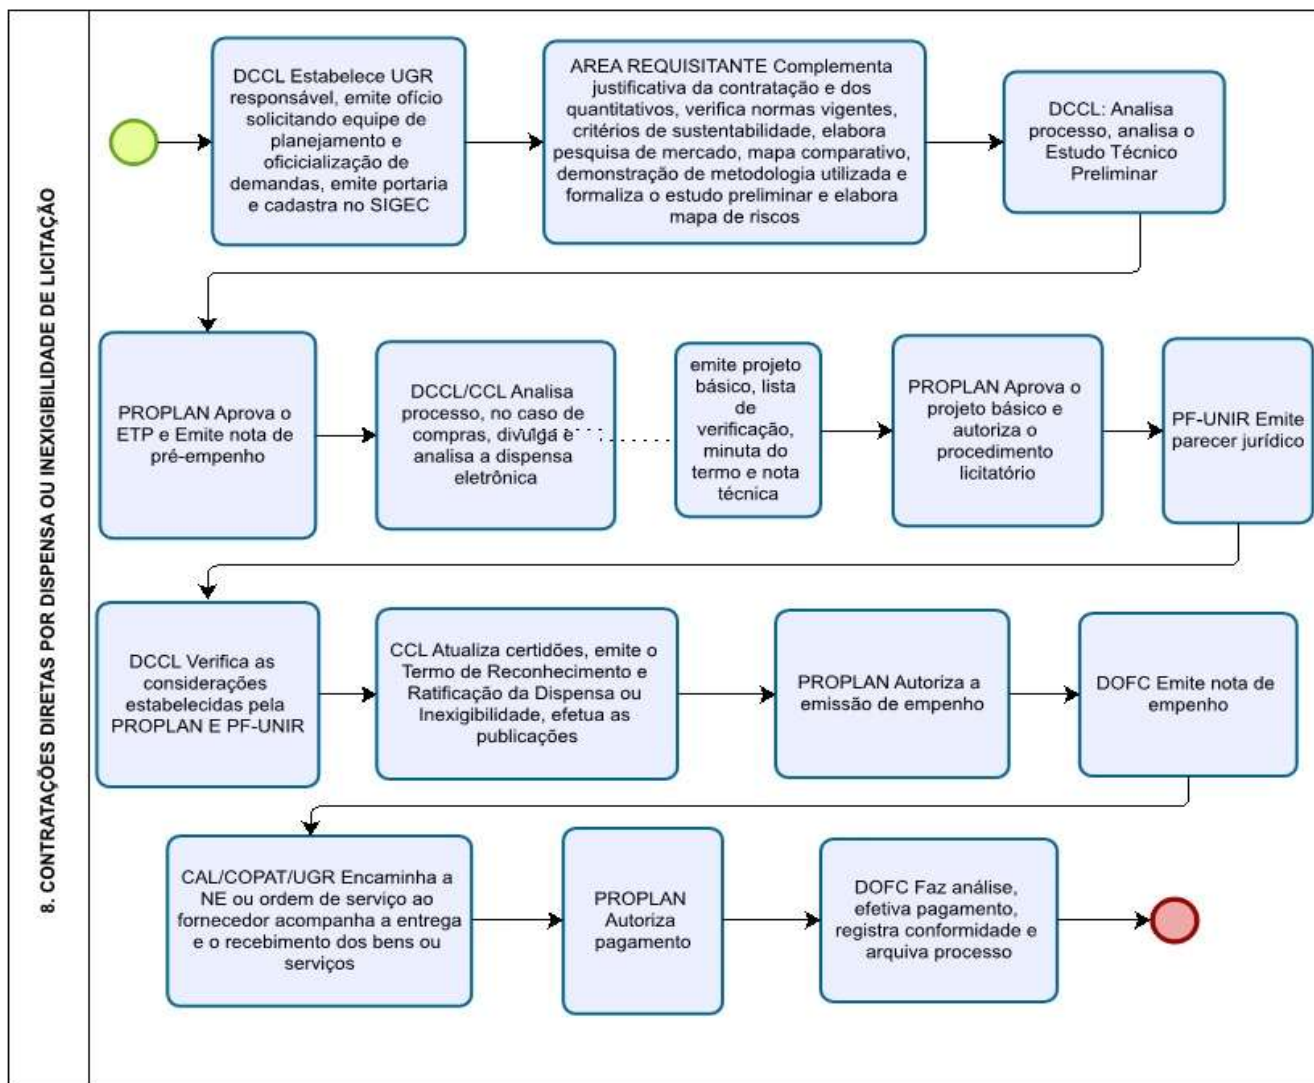 8. CONTRATAÇÕES DIRETAS POR DISPENSA OU INEXIGIBILIDADE DE LICITAÇÃO
DCCL Estabelece UGR
responsável, emite ofício
solicitando equipe de
planejamento e
oficicialização de
demandas, emite portaria
e cadastra no SIGEC
AREA REQUISITANTE Complementa
justificativa da contratação e dos
quantitativos, verifica normas vigentes,
critérios de sustentabilidade, elabora
pesquisa de mercado, mapa comparativo,
demonstração de metodologia utilizada e
formaliza o estudo preliminar e elabora
mapa de riscos
DCCL: Analisa
processo, analisa o
Estudo Técnico
Preliminar
PROPLAN Aprova o
ETP e Emite nota de
pré-empenho
DCCL/CCL Analisa
processo, no caso de
compras, divulga e
analisa a dispensa
eletrônica
emite projeto
básico, lista
de
verificação,
minuta do
termo e nota
técnica
PROPLAN Aprova o
projeto básico e
autoriza o
procedimento
licitatório
PF-UNIR Emite
parecer jurídico
DCCL Verifica as
considerações
estabelecidas pela
PROPLAN E PF-UNIR
CCL Atualiza certidões, emite o
Termo de Reconhecimento e
Ratificação da Dispensa ou
Inexigibilidade, efetua as
publicações
PROPLAN Autoriza a
emissão de empenho
DOFC Emite nota de
empenho
CAL/COPAT/UGR Encaminha a
NE ou ordem de serviço ao
fornecedor acompanha a entrega
e o recebimento dos bens ou
serviços
PROPLAN
Autoriza
pagamento
DOFC Faz análise,
efetiva pagamento,
registra conformidade e
arquiva processo